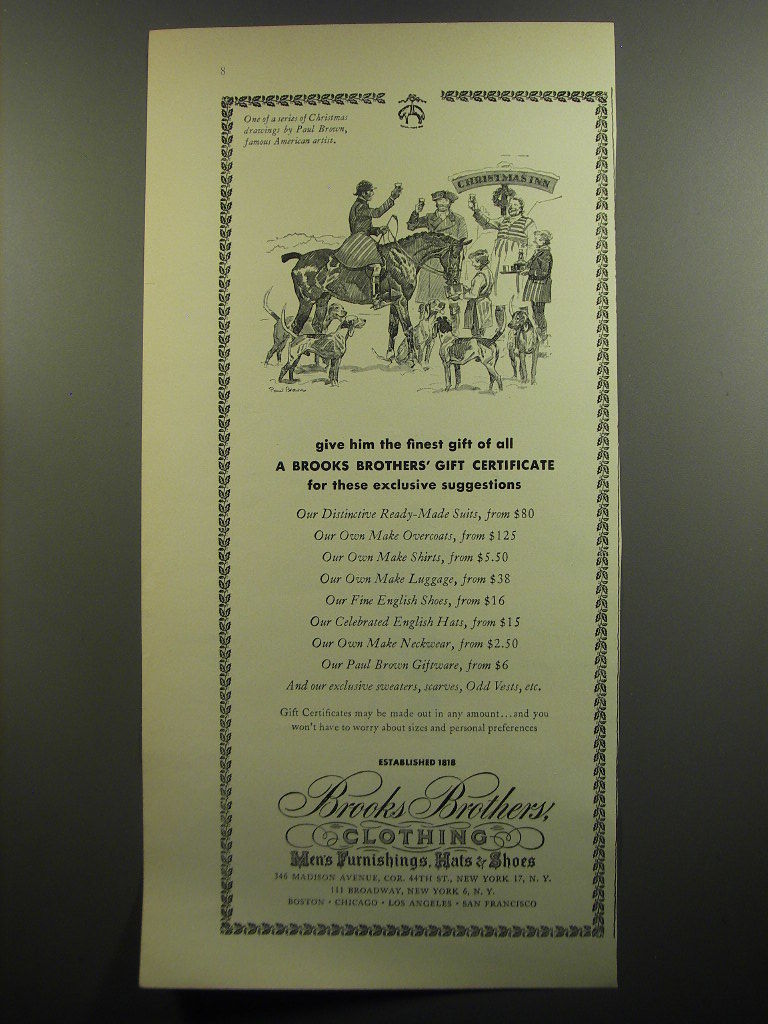 8
One of a series of Christmas
drawings by Paul Brown,
famous American artist.
CHRISTMAS INN
Paul Brown
give him the finest gift of all
A BROOKS BROTHERS' GIFT CERTIFICATE
for these exclusive suggestions
Our Distinctive Ready-Made Suits, from $80
Our Own Make Overcoats, from $125
Our Own Make Shirts, from $5.50
Our Own Make Luggage, from $38
Our Fine English Shoes, from $16
Our Celebrated English Hats, from $15
Our Own Make Neckwear, from $2.50
Our Paul Brown Giftware, from $6
And our exclusive sweaters, scarves, Odd Vests, etc.
Gift Certificates may be made out in any amount...and you
won't have to worry about sizes and personal preferences
ESTABLISHED 1818
Brooks Brothers,
CLOTHING
Men's Furnishings, Hats & Shoes
346 MADISON AVENUE, COR. 44TH ST., NEW YORK 17, N. Y.
111 BROADWAY, NEW YORK 6, N. Y.
BOSTON • CHICAGO • LOS ANGELES • SAN FRANCISCO